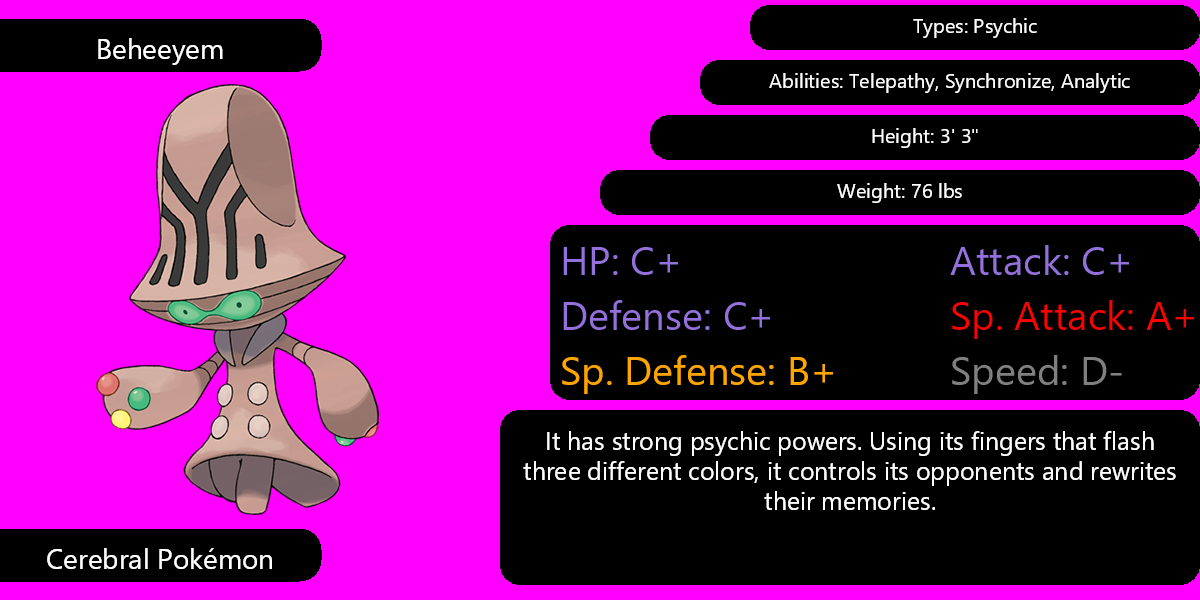 Beheeyem
Types: Psychic
Abilities: Telepathy, Synchronize, Analytic
Height: 3' 3"
Weight: 76 lbs
HP: C+
Attack: C+
Defense: C+
Sp. Attack: A+
Sp. Defense: B+
Speed: D-
It has strong psychic powers. Using its fingers that flash
three different colors, it controls its opponents and rewrites
their memories.
Cerebral Pokémon